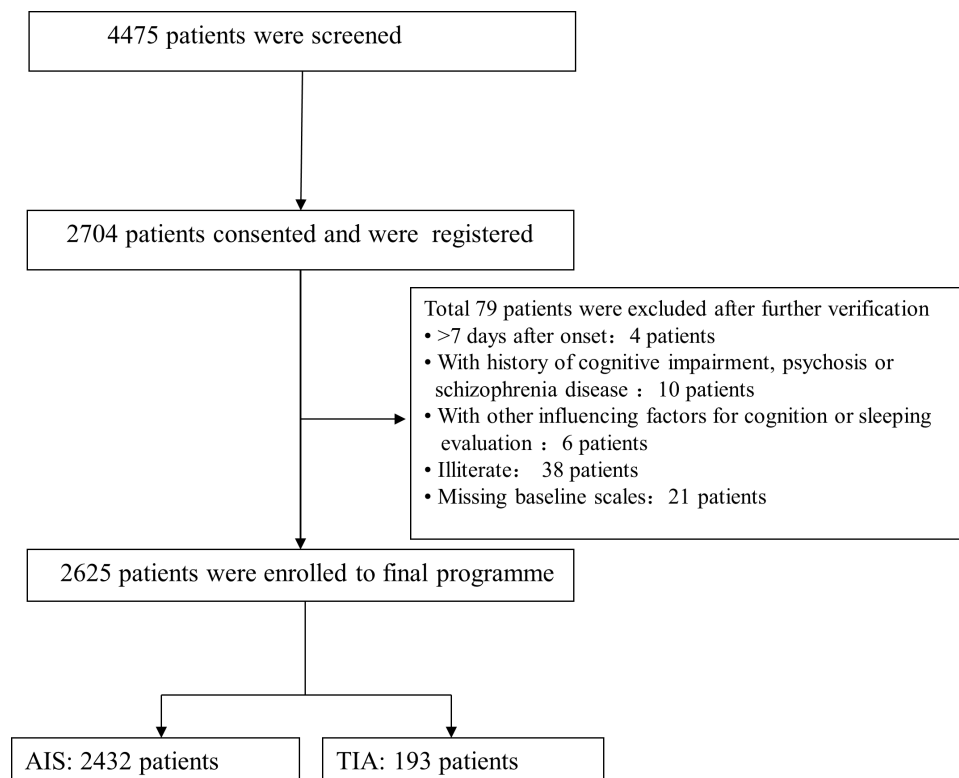 4475 patients were screened
2704 patients consented and were registered
Total 79 patients were excluded after further verification
• >7 days after onset：4 patients
• With history of cognitive impairment, psychosis or
schizophrenia disease ：10 patients
• With other influencing factors for cognition or sleeping
evaluation ：6 patients
• Illiterate： 38 patients
• Missing baseline scales：21 patients
2625 patients were enrolled to final programme
AIS: 2432 patients
TIA: 193 patients